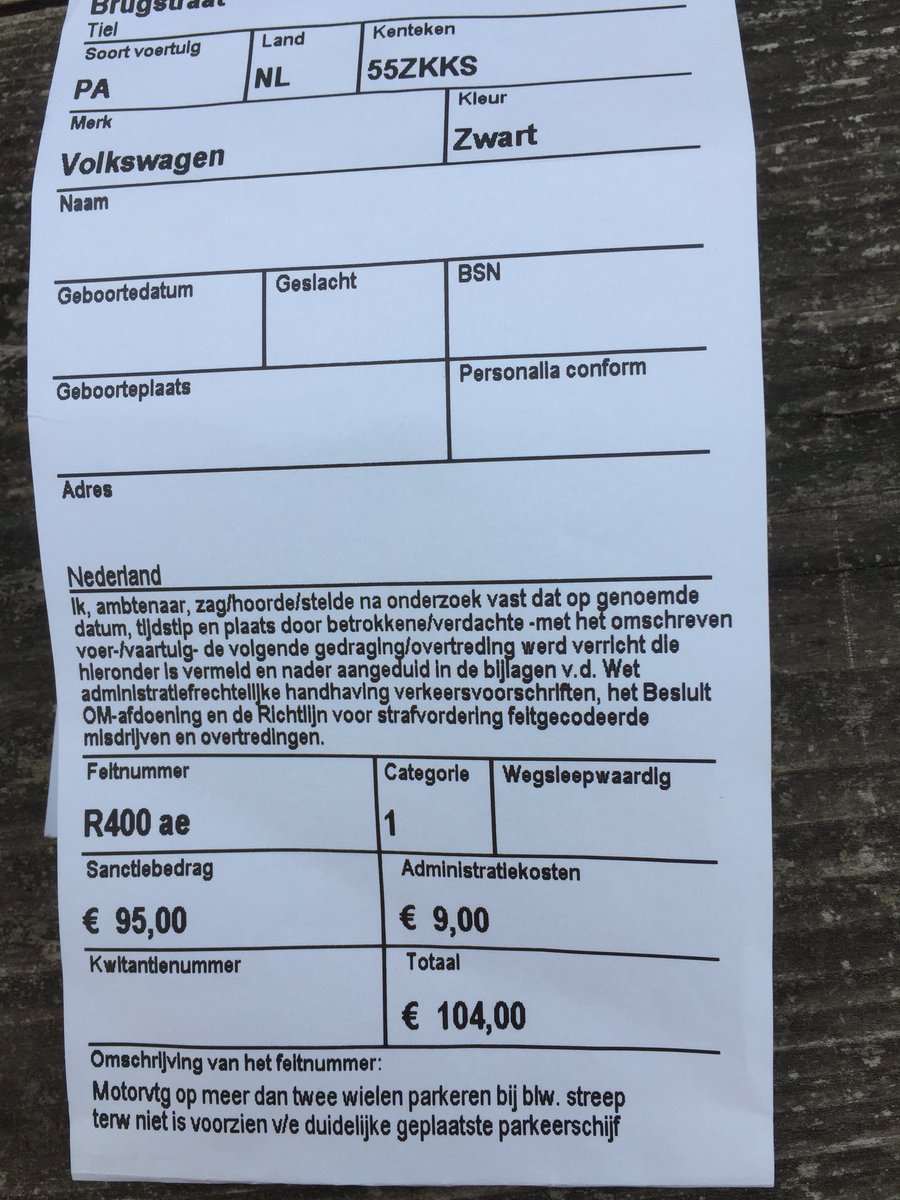 Brugstraat
Tiel
Soort voertuig Land Kenteken
PA NL 55ZKKS
Merk Kleur
Volkswagen Zwart
Naam
Geboortedatum Geslacht BSN
Geboorteplaats Personalia conform
Adres
Nederland
Ik, ambtenaar, zag/hoorde/stelde na onderzoek vast dat op genoemde
datum, tijdstip en plaats door betrokkene/verdachte -met het omschreven
voer-/vaartuig- de volgende gedraging/overtreding werd verricht die
hieronder is vermeld en nader aangeduid in de bijlagen v.d. Wet
administratiefrechtelijke handhaving verkeersvoorschriften, het Besluit
OM-afdoening en de Richtlijn voor strafvordering feitgecodeerde
misdrijven en overtredingen.
Feitnummer Categorie Wegsleepwaardig
R400 ae 1
Sanctiebedrag Administratiekosten
€ 95,00 € 9,00
Kwitantienummer Totaal
€ 104,00
Omschrijving van het feitnummer:
Motorvtg op meer dan twee wielen parkeren bij blw. streep
terw niet is voorzien v/e duidelijke geplaatste parkeerschijf